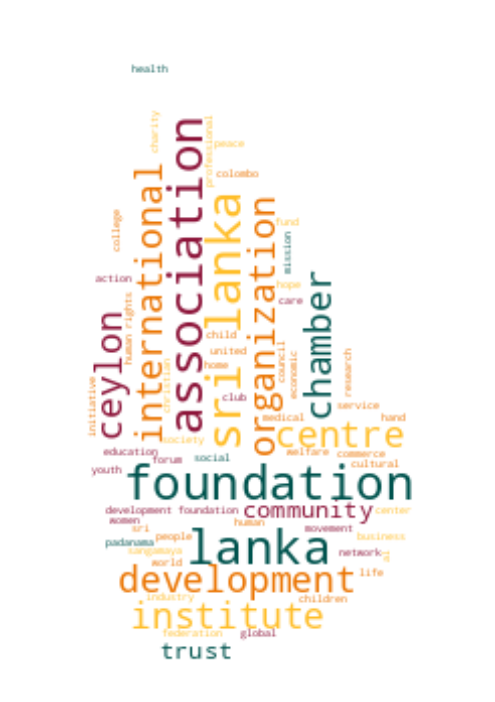 health
charity
association
professional
peace
international
colombo
sri lanka
organization
college
fund
mission
action
chamber
hope
human rights
care
ceylon
child
united
council
economic
research
home
christian
initiative
club
service
medical
hand
centre
society
education
forum
social
welfare
commerce
cultural
youth
foundation
development foundation
community
center
women
human
sri
movement
people
business
padanama
lanka
sangamaya
network
al
world
development
life
industry
children
institute
federation
global
trust